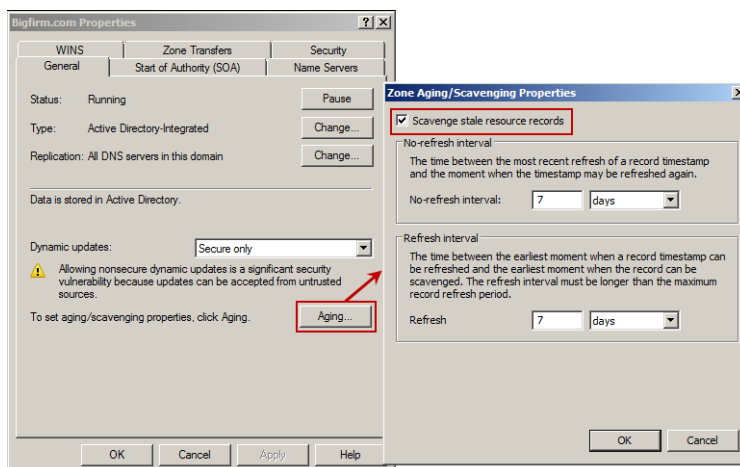 Bigfirm.com Properties
WINS
Zone Transfers
Security
General
Start of Authority (SOA)
Name Servers
Status:
Running
Pause
Type:
Active Directory-Integrated
Change...
Replication:
All DNS servers in this domain
Change...
Data is stored in Active Directory.
Dynamic updates:
Secure only
Allowing nonsecure dynamic updates is a significant security
vulnerability because updates can be accepted from untrusted
sources.
To set aging/scavenging properties, click Aging.
Aging...
OK
Cancel
Apply
Help
Zone Aging/Scavenging Properties
Scavenge stale resource records
No-refresh interval
The time between the most recent refresh of a record timestamp
and the moment when the timestamp may be refreshed again.
No-refresh interval:
7
days
Refresh interval
The time between the earliest moment when a record timestamp can
be refreshed and the earliest moment when the record can be
scavenged. The refresh interval must be longer than the maximum
record refresh period.
Refresh
7
days
OK
Cancel